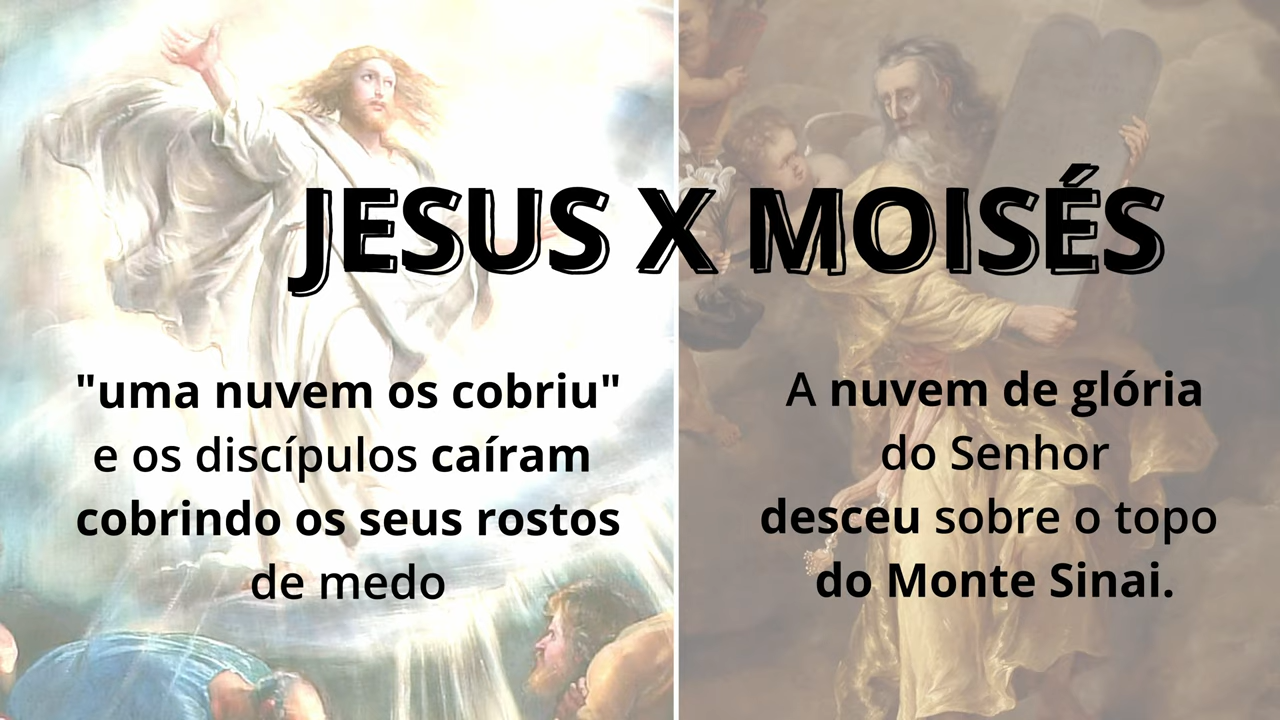 JESUS X MOISÉS
"uma nuvem os cobriu"
e os discípulos caíram
cobrindo os seus rostos
de medo
A nuvem de glória
do Senhor
desceu sobre o topo
do Monte Sinai.